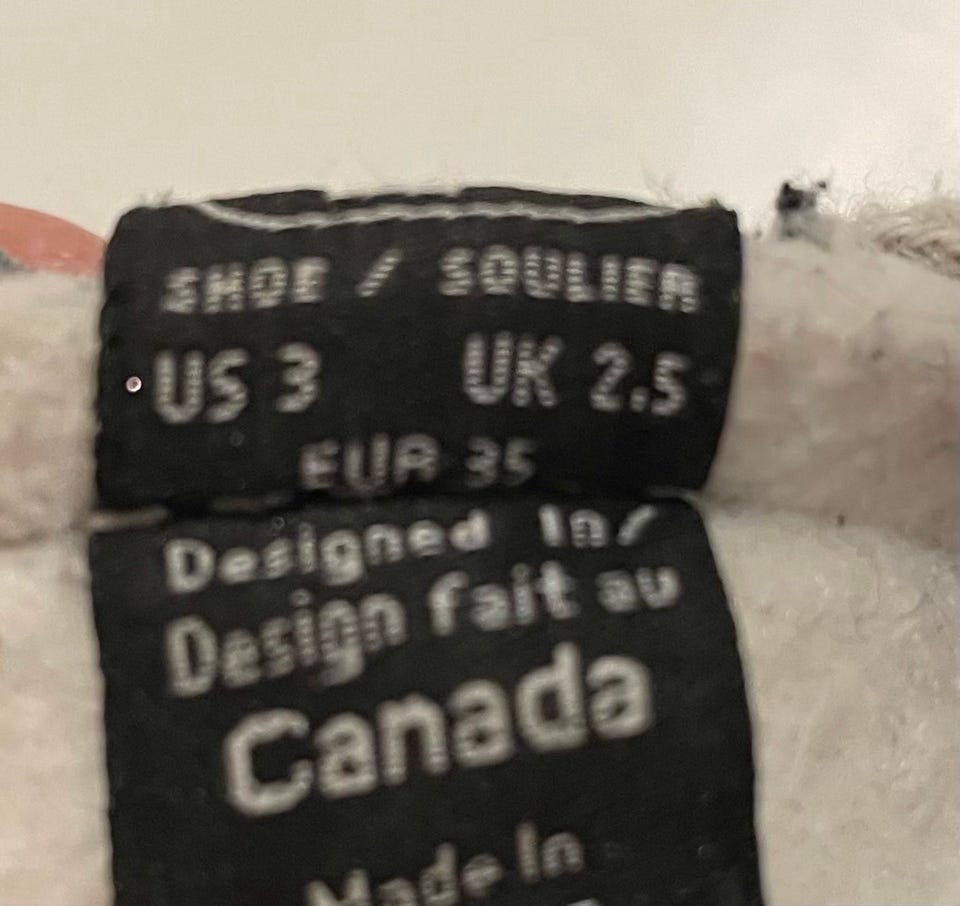 SHOE / SOULIER
US 3 UK 2.5
EUR 35
Designed In/
Design fait au
Canada
Made In